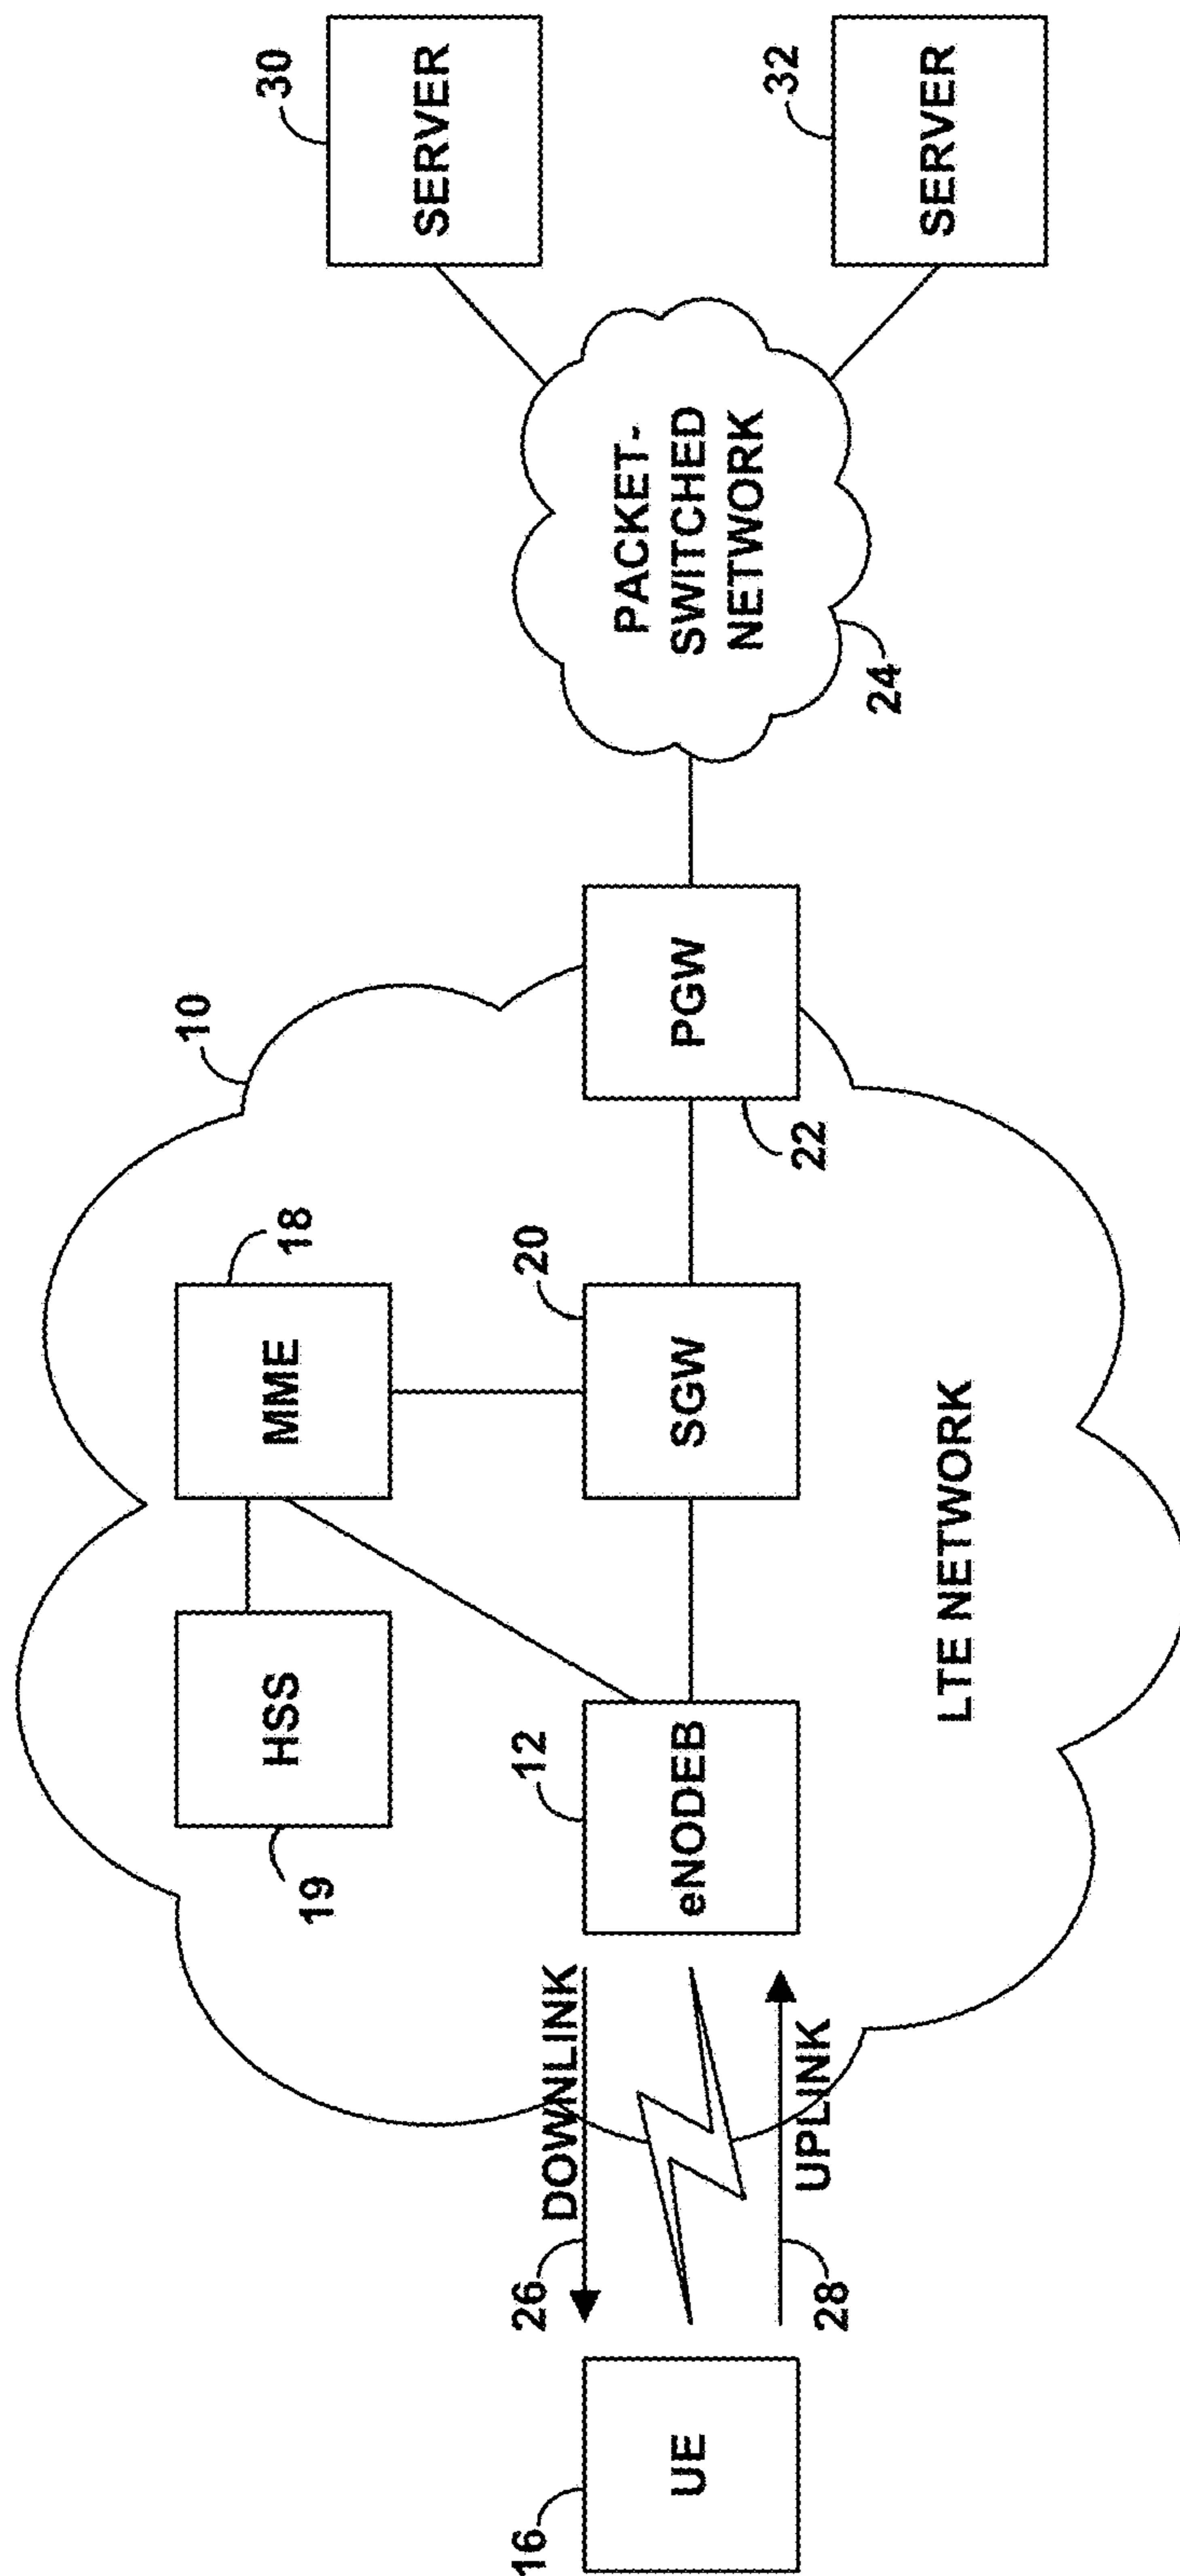 16
UE
26
DOWNLINK
UPLINK
28
19
HSS
12
eNODEB
18
MME
20
SGW
LTE NETWORK
10
PGW
22
PACKET-
SWITCHED
NETWORK
24
30
SERVER
32
SERVER